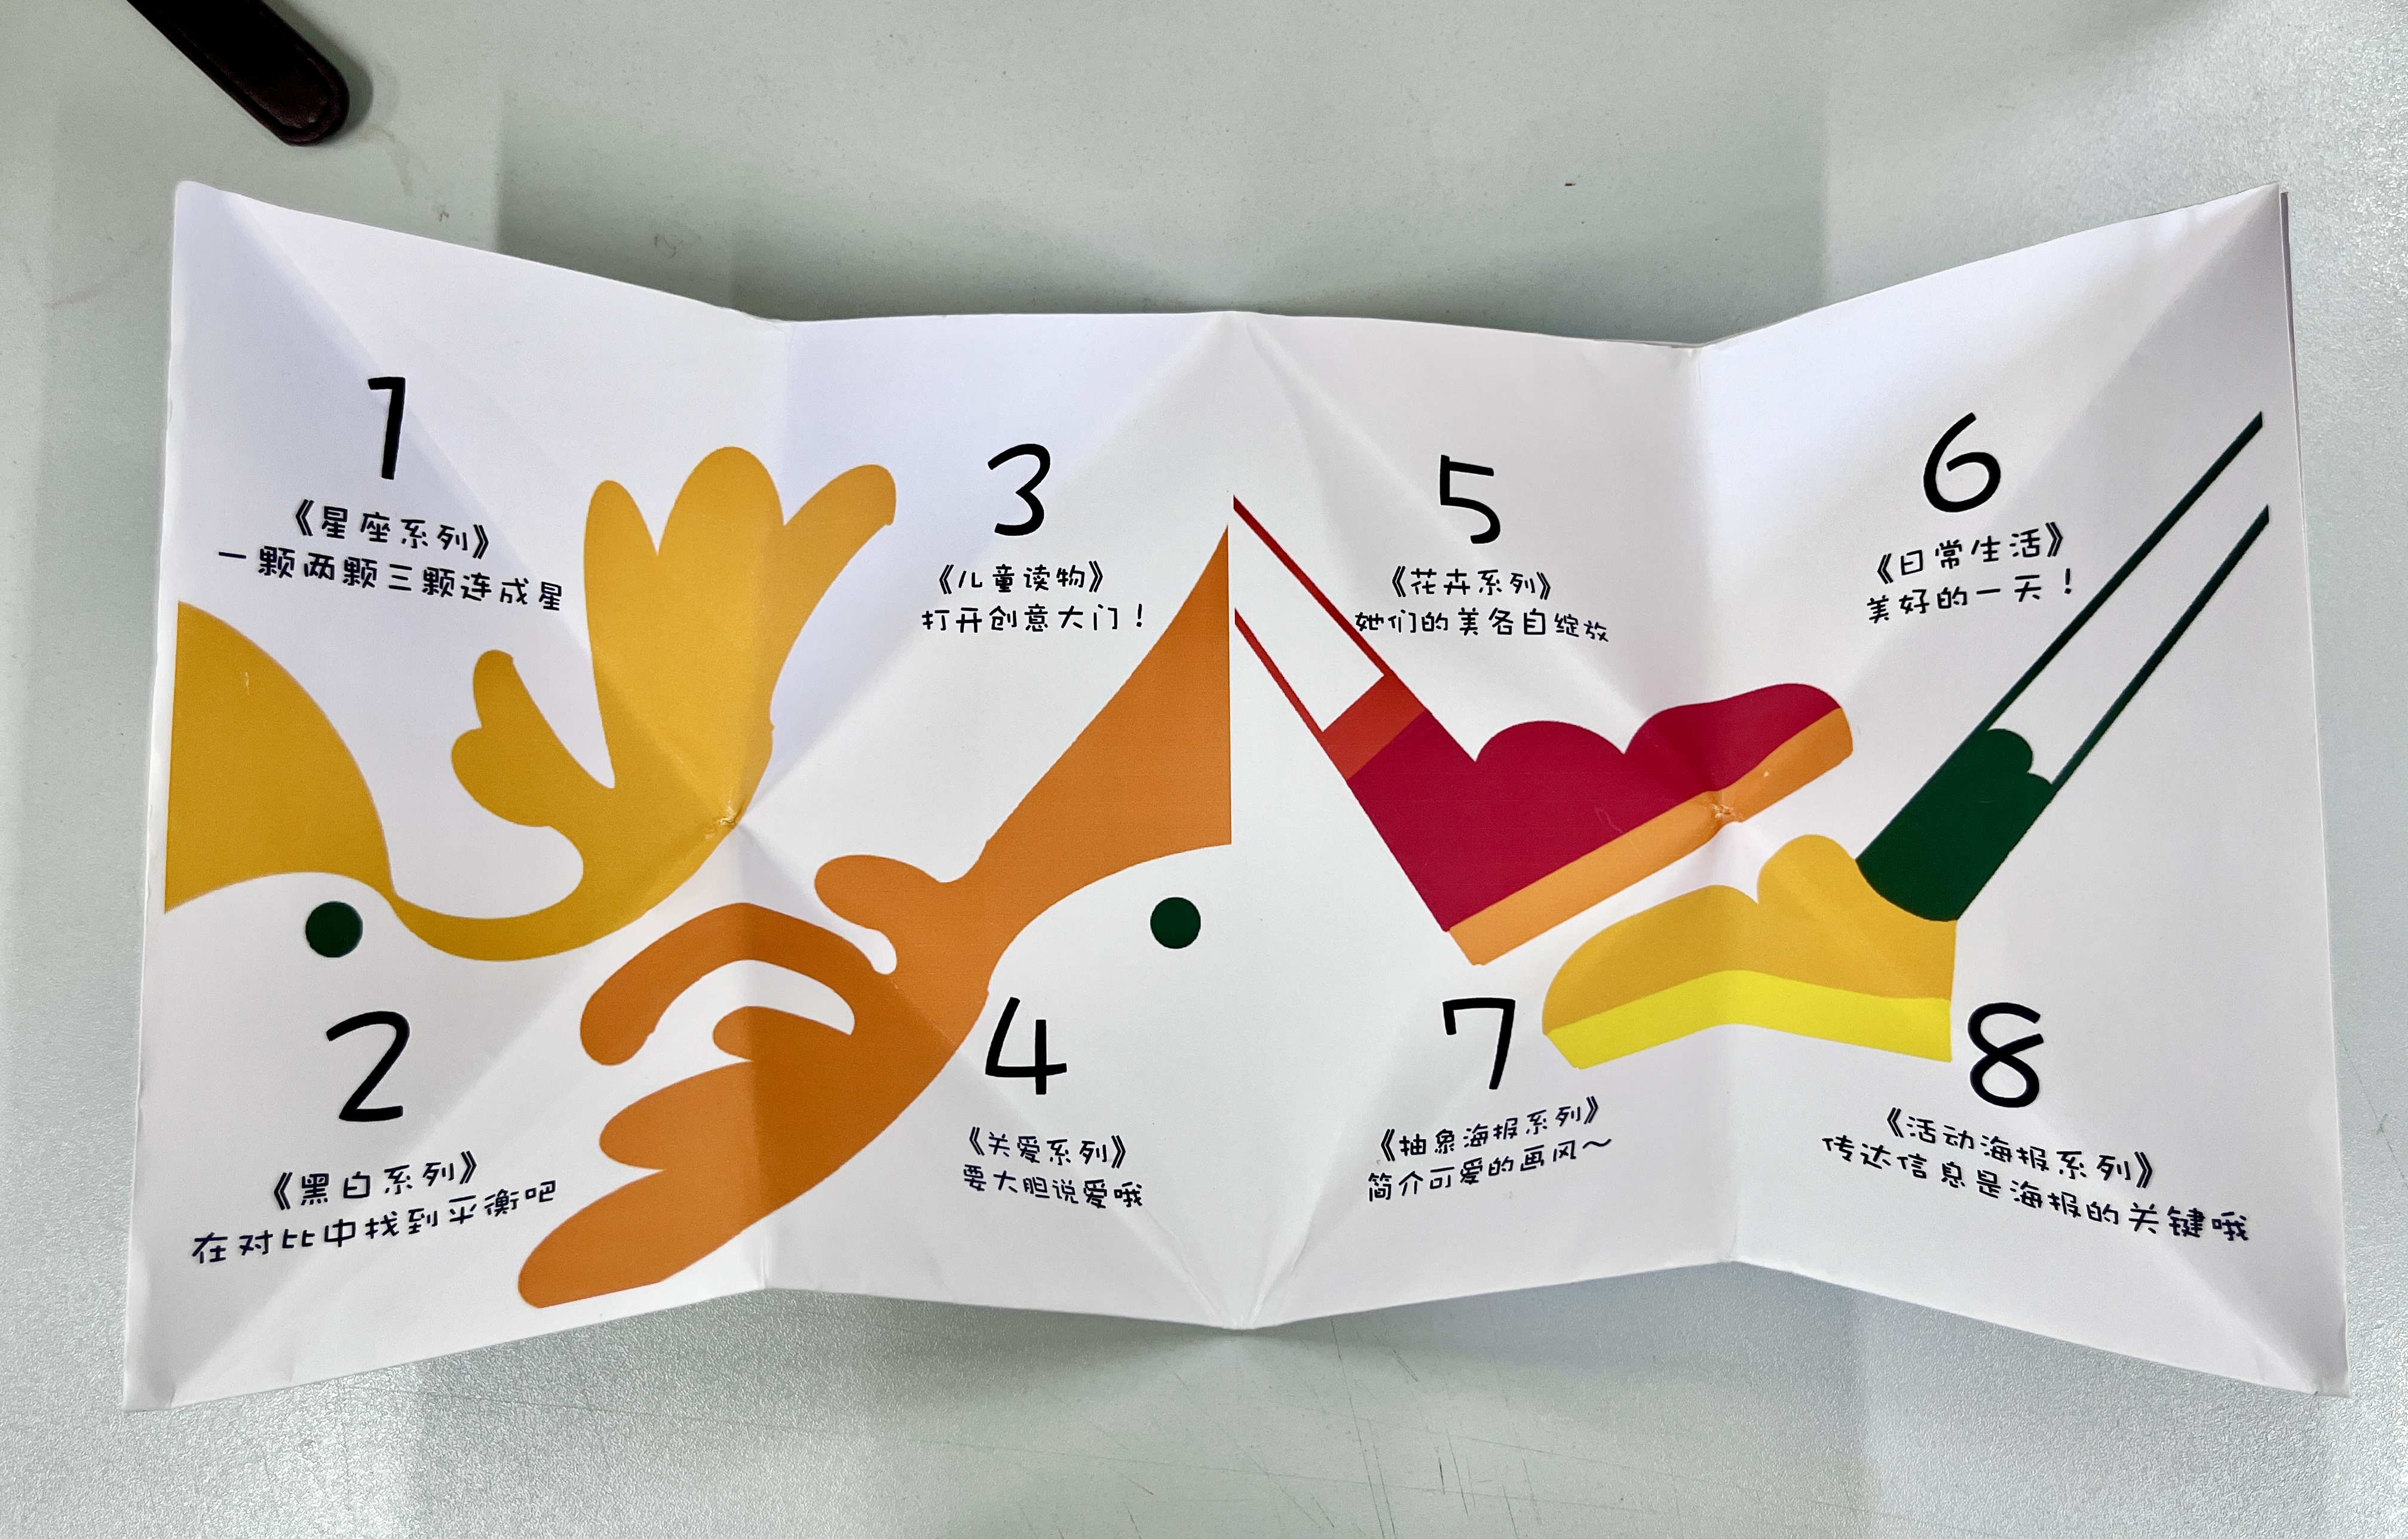 1
《星座系列》
一颗两颗三颗连成星
2
《黑白系列》
在对比中找到平衡吧
3
《儿童读物》
打开创意大门！
4
《关爱系列》
要大胆说爱哦
5
《花卉系列》
她们的美各自绽放
6
《日常生活》
美好的一天！
7
《抽象海报系列》
简介可爱的画风～
8
《活动海报系列》
传达信息是海报的关键哦